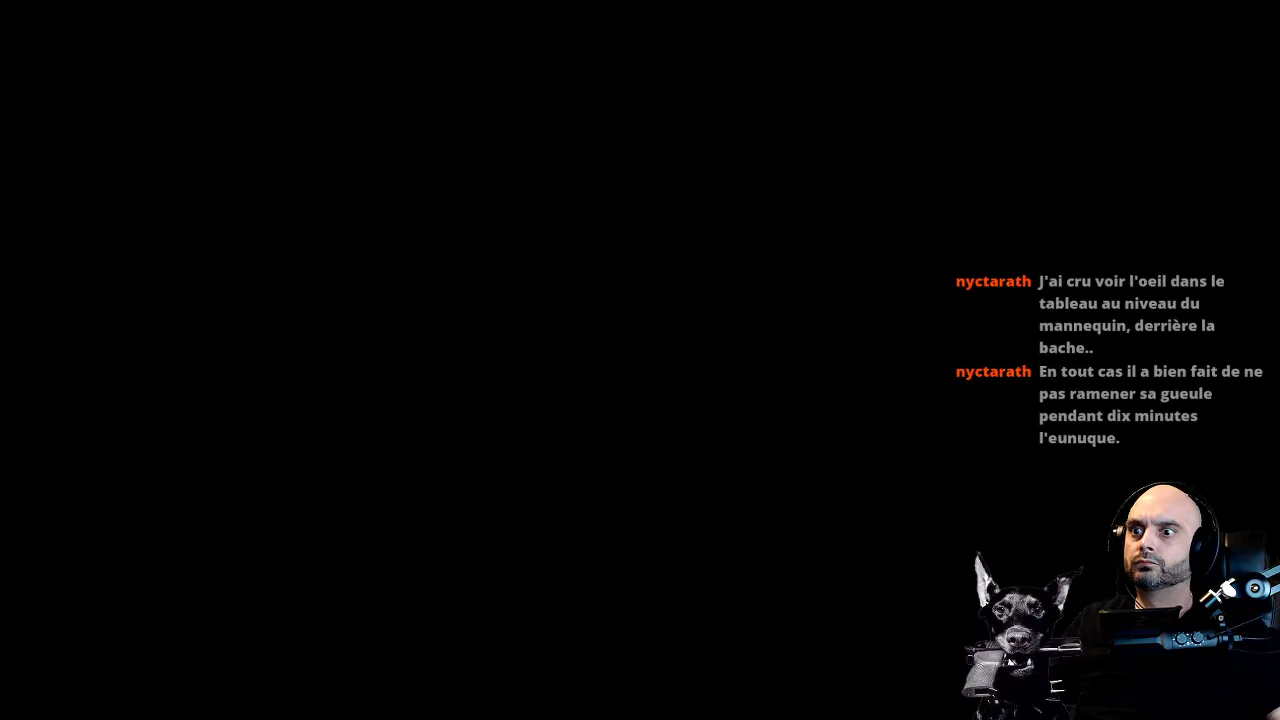 nyctarath J'ai cru voir l'oeil dans le
tableau au niveau du
mannequin, derrière la
bache..
nyctarath En tout cas il a bien fait de ne
pas ramener sa gueule
pendant dix minutes
l'eunuque.